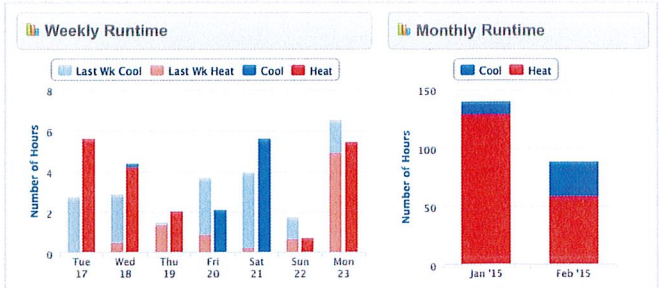 Weekly Runtime
Last Wk Cool Last Wk Heat Cool Heat
Number of Hours
8
6
4
2
0
Tue 17
Wed 18
Thu 19
Fri 20
Sat 21
Sun 22
Mon 23
Monthly Runtime
Cool Heat
Number of Hours
150
100
50
0
Jan '15
Feb '15